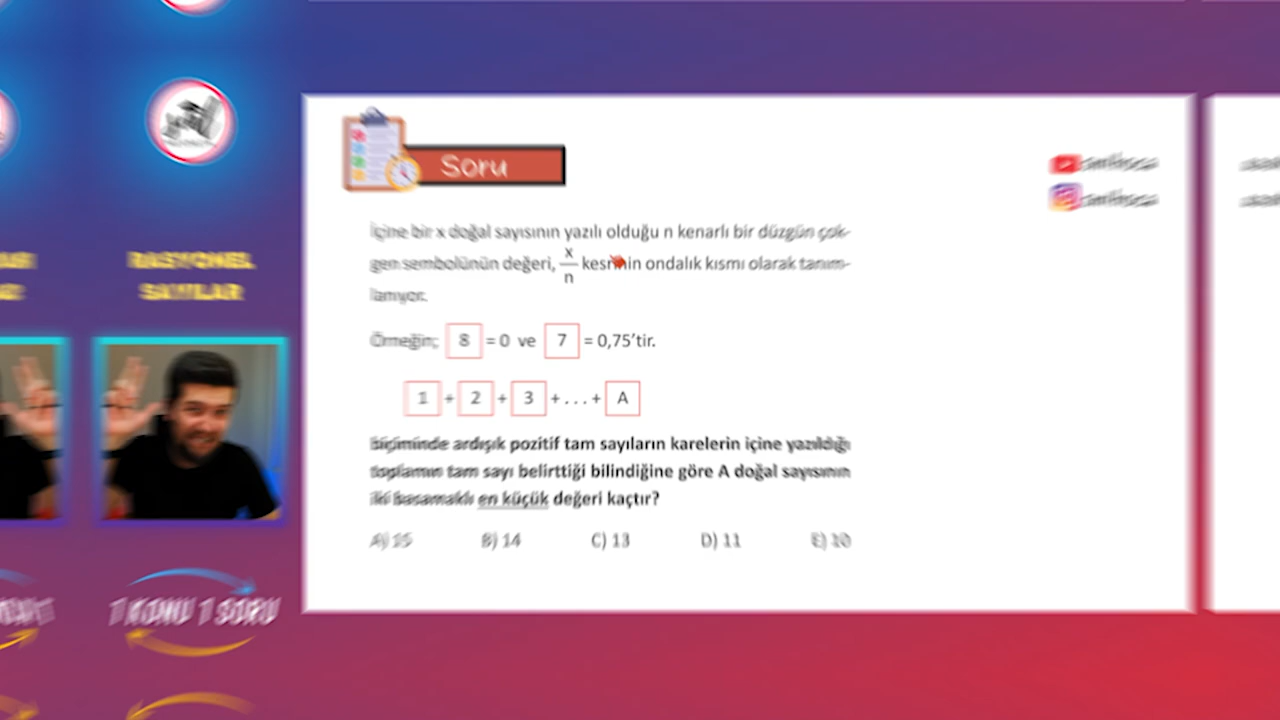 RASYONEL
SAYILAR
1 KONU 1 SORU
Soru
İçine bir x doğal sayısının yazılı olduğu n kenarlı bir düzgün çok-
gen sembolünün değeri, x/n kesrinin ondalık kısmı olarak tanım-
lanıyor.
Örneğin; 8 = 0 ve 7 = 0,75'tir.
1 + 2 + 3 + . . . + A
biçiminde ardışık pozitif tam sayıların karelerin içine yazıldığı
toplamın tam sayı belirttiği bilindiğine göre A doğal sayısının
iki basamaklı en küçük değeri kaçtır?
A) 15 B) 14 C) 13 D) 11 E) 10